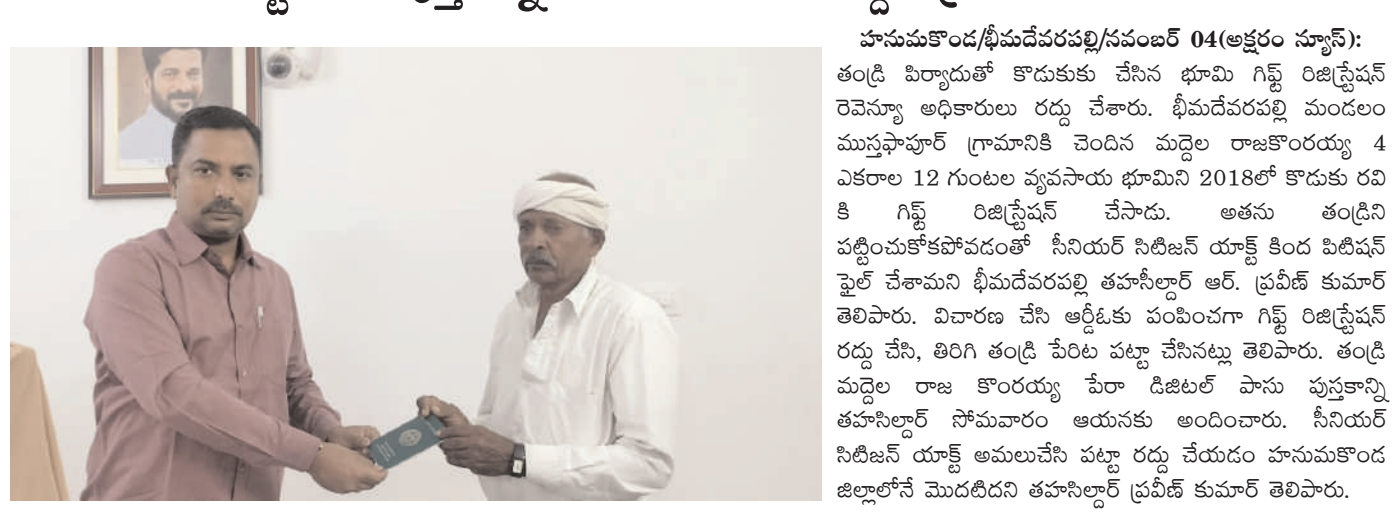 హనుమకొండ/భీమదేవరపల్లి/నవంబర్ 04(అక్షరం న్యూస్):
తండ్రి పిర్యాదుతో కొడుకుకు చేసిన భూమి గిఫ్ట్ రిజిస్ట్రేషన్
రెవెన్యూ అధికారులు రద్దు చేశారు. భీమదేవరపల్లి మండలం
ముస్తఫాపూర్ గ్రామానికి చెందిన మద్దెల రాజకొంరయ్య 4
ఎకరాల 12 గుంటల వ్యవసాయ భూమిని 2018లో కొడుకు రవి
కి గిఫ్ట్ రిజిస్ట్రేషన్ చేసాడు. అతను తండ్రిని
పట్టించుకోకపోవడంతో సీనియర్ సిటిజన్ యాక్ట్ కింద పిటిషన్
ఫైల్ చేశామని భీమదేవరపల్లి తహసీల్దార్ ఆర్. ప్రవీణ్ కుమార్
తెలిపారు. విచారణ చేసి ఆర్డీఓకు పంపించగా గిఫ్ట్ రిజిస్ట్రేషన్
రద్దు చేసి, తిరిగి తండ్రి పేరిట పట్టా చేసినట్లు తెలిపారు. తండ్రి
మద్దెల రాజ కొంరయ్య పేరా డిజిటల్ పాసు పుస్తకాన్ని
తహసిల్దార్ సోమవారం ఆయనకు అందించారు. సీనియర్
సిటిజన్ యాక్ట్ అమలుచేసి పట్టా రద్దు చేయడం హనుమకొండ
జిల్లాలోనే మొదటిదని తహసిల్దార్ ప్రవీణ్ కుమార్ తెలిపారు.